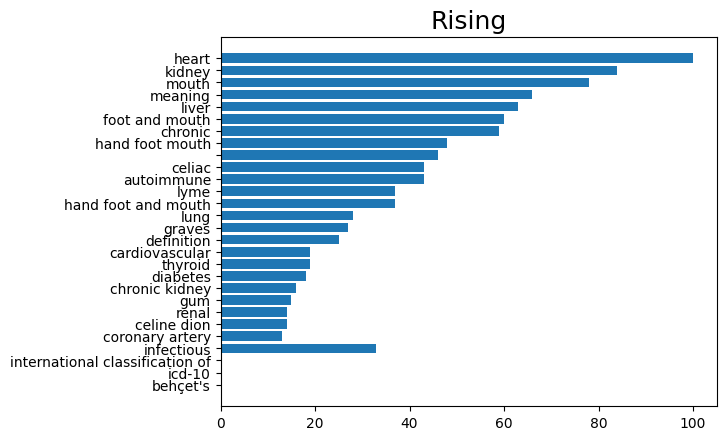 Rising
heart
kidney
mouth
meaning
liver
foot and mouth
chronic
hand foot mouth
celiac
autoimmune
lyme
hand foot and mouth
lung
graves
definition
cardiovascular
thyroid
diabetes
chronic kidney
gum
renal
celine dion
coronary artery
infectious
international classification of
icd-10
behçet's
0 20 40 60 80 100